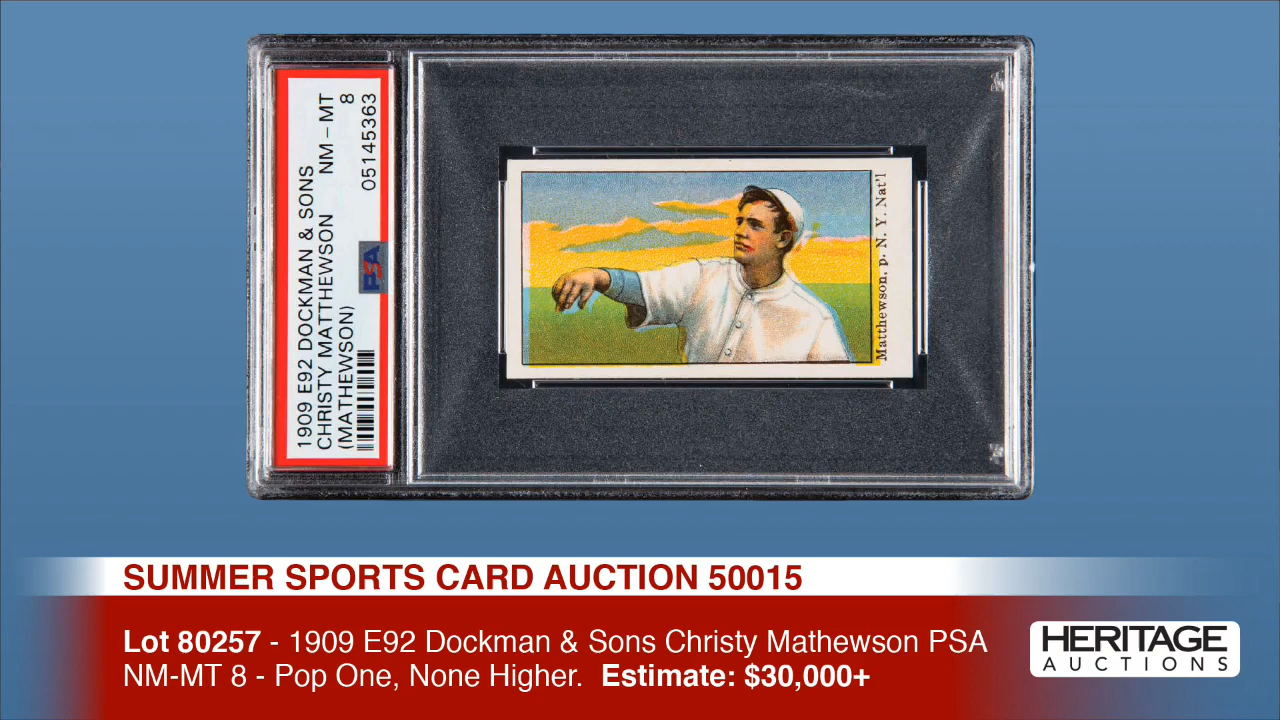 1909 E92 DOCKMAN & SONS
CHRISTY MATTHEWSON NM – MT
(MATHEWSON) 8
05145363
PSA
Matthewson, p. N. Y. Nat'l
SUMMER SPORTS CARD AUCTION 50015
Lot 80257 - 1909 E92 Dockman & Sons Christy Mathewson PSA
NM-MT 8 - Pop One, None Higher. Estimate: $30,000+
HERITAGE
AUCTIONS